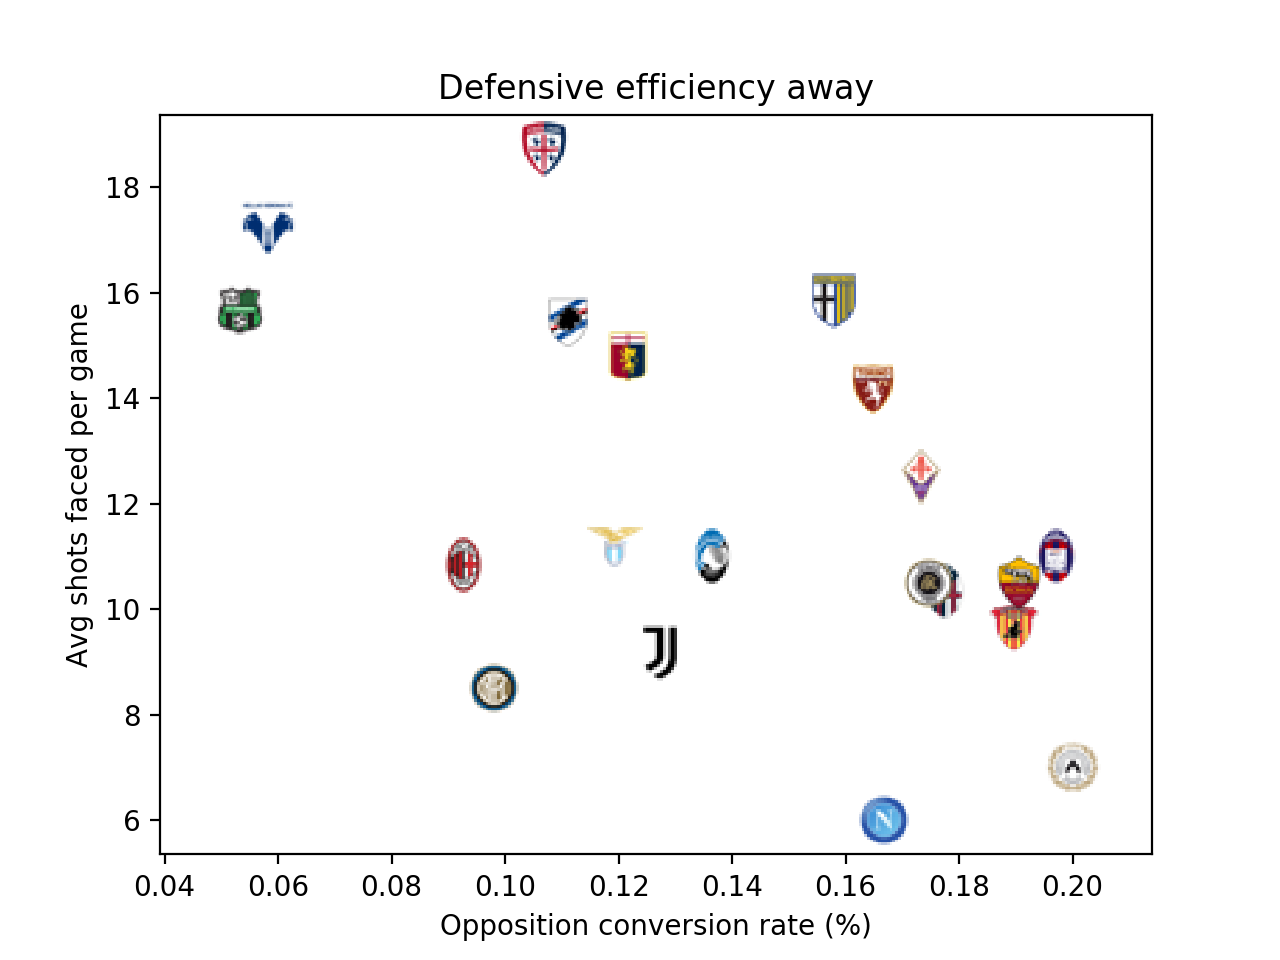 Defensive efficiency away
Avg shots faced per game
18
16
14
12
10
8
6
0.04 0.06 0.08 0.10 0.12 0.14 0.16 0.18 0.20
Opposition conversion rate (%)
TORINO
N